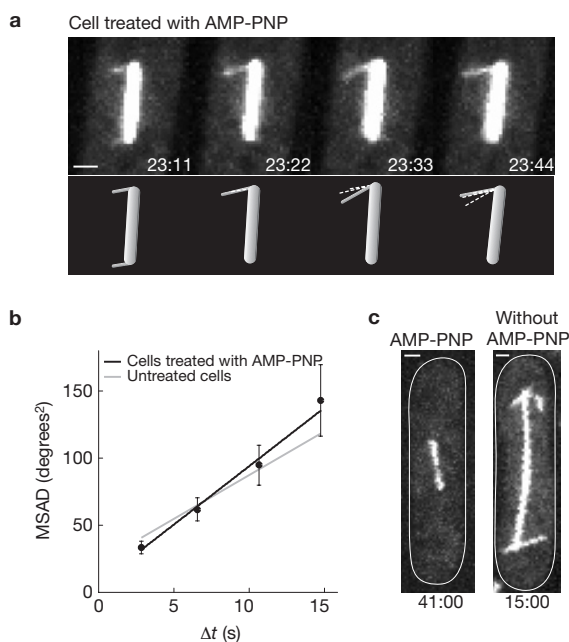 a
Cell treated with AMP-PNP
23:11 23:22 23:33 23:44
b
MSAD (degrees²)
150
100
50
0
Cells treated with AMP-PNP
Untreated cells
0 5 10 15
Δt (s)
c
AMP-PNP
Without
AMP-PNP
41:00 15:00